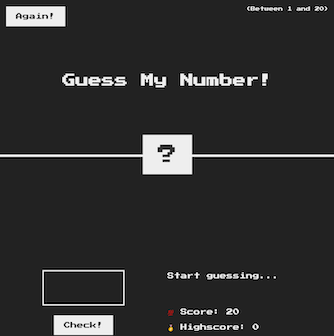 Again!
(Between 1 and 20)
Guess My Number!
?
Start guessing...
Check!
Score: 20
Highscore: 0